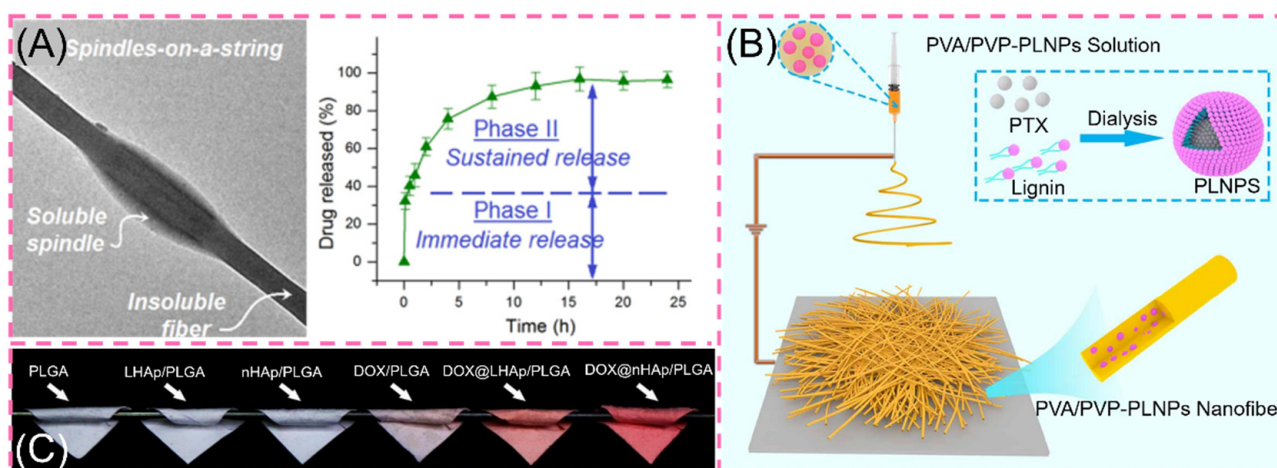 (A)
Spindles-on-a-string
Soluble
spindle
Insoluble
fiber
Drug released (%)
100
80
60
40
20
0
Phase II
Sustained release
Phase I
Immediate release
0
5
10
15
20
25
Time (h)
(B)
PVA/PVP-PLNPs Solution
PTX
Lignin
Dialysis
PLNPS
PVA/PVP-PLNPs Nanofibe
(C)
PLGA
LHAp/PLGA
nHAp/PLGA
DOX/PLGA
DOX@LHAp/PLGA
DOX@nHAp/PLGA